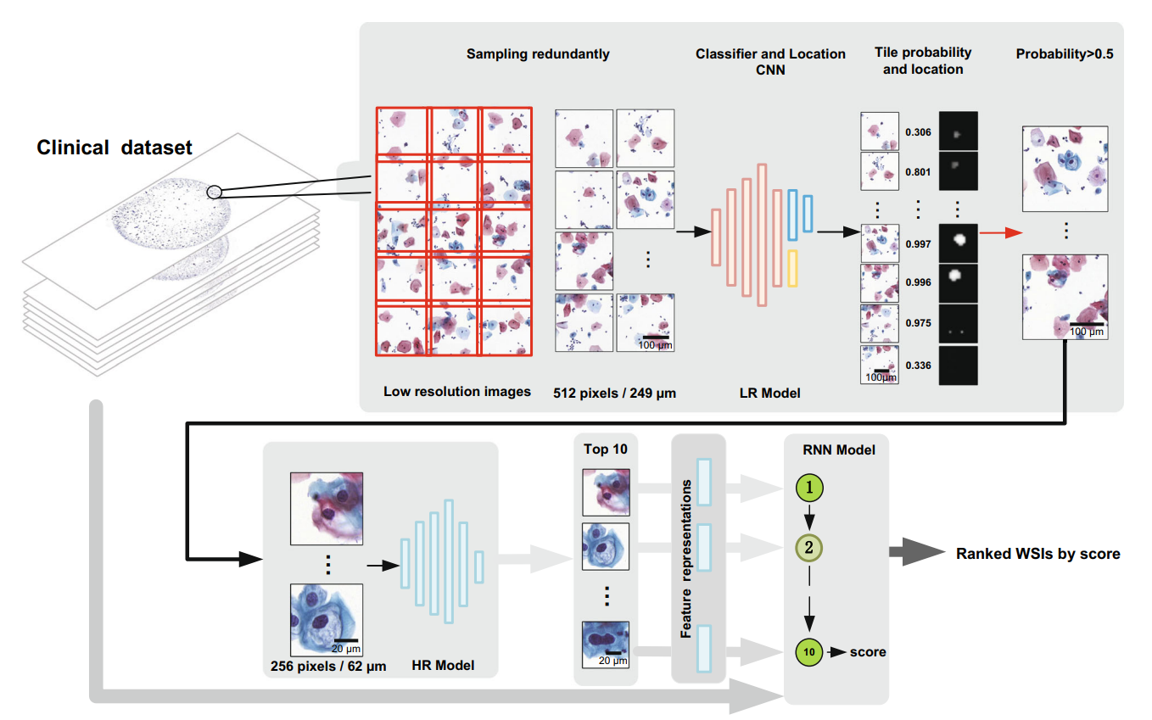 Sampling redundantly
Classifier and Location
CNN
Tile probability
and location
Probability>0.5
Clinical dataset
0.306
0.801
0.997
0.996
0.975
0.336
100 µm
100µm
100 µm
Low resolution images
512 pixels / 249 µm
LR Model
Top 10
RNN Model
Feature representations
1
2
10
score
Ranked WSIs by score
20 µm
20 µm
256 pixels / 62 µm
HR Model